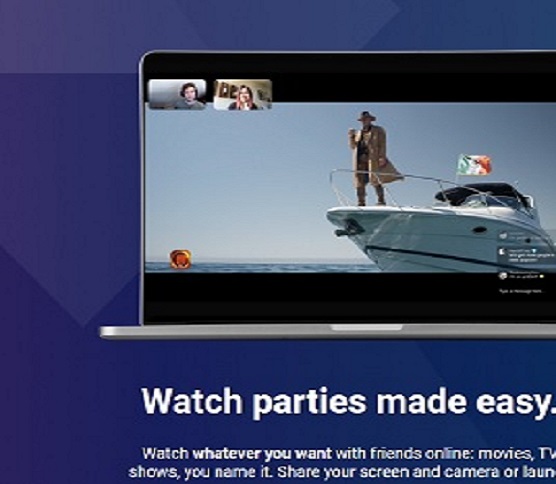 Watch parties made easy.
Watch whatever you want with friends online: movies, TV
shows, you name it. Share your screen and camera or laun